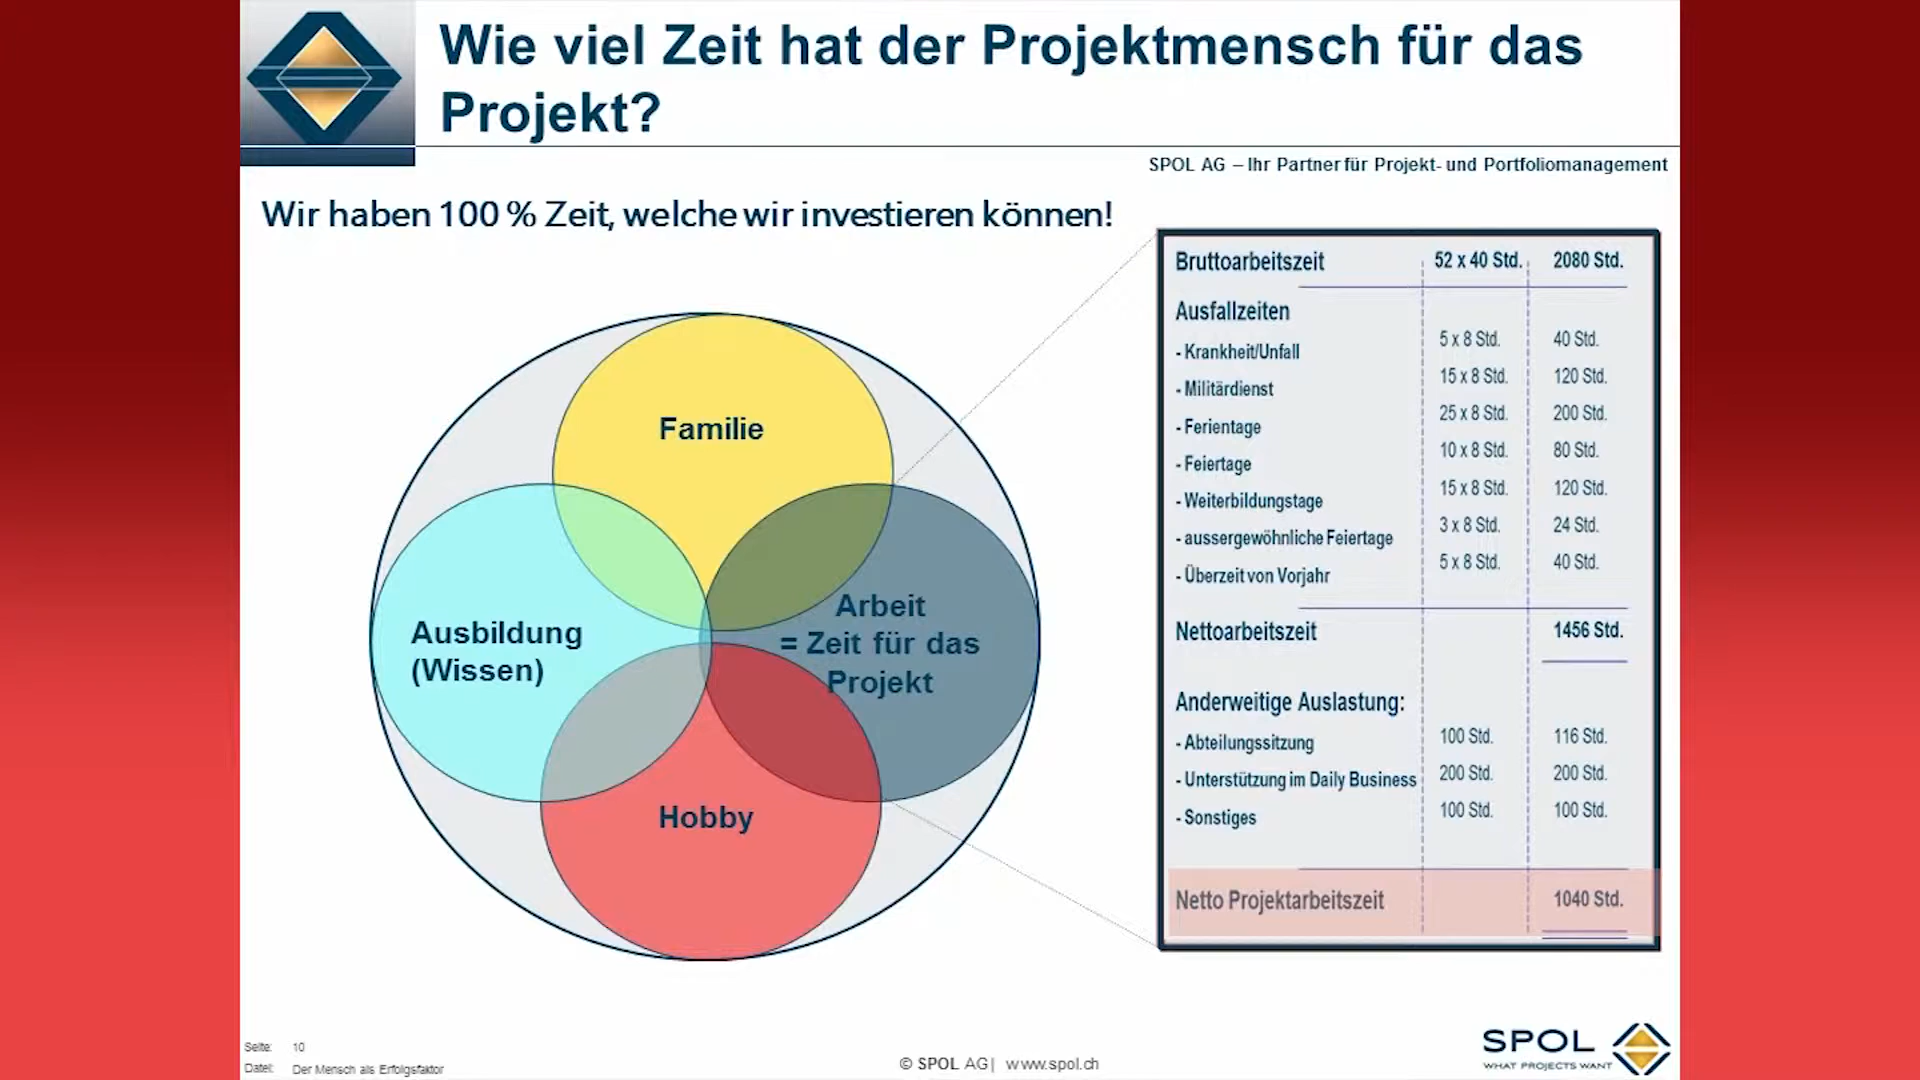 Wie viel Zeit hat der Projektmensch für das
Projekt?
SPOL AG – Ihr Partner für Projekt- und Portfoliomanagement
Wir haben 100 % Zeit, welche wir investieren können!
Familie
Ausbildung
(Wissen)
Arbeit
= Zeit für das
Projekt
Hobby
Bruttoarbeitszeit 52 x 40 Std. 2080 Std.
Ausfallzeiten
- Krankheit/Unfall 5 x 8 Std. 40 Std.
- Militärdienst 15 x 8 Std. 120 Std.
- Ferientage 25 x 8 Std. 200 Std.
- Feiertage 10 x 8 Std. 80 Std.
- Weiterbildungstage 15 x 8 Std. 120 Std.
- aussergewöhnliche Feiertage 3 x 8 Std. 24 Std.
- Überzeit von Vorjahr 5 x 8 Std. 40 Std.
Nettoarbeitszeit 1456 Std.
Anderweitige Auslastung:
- Abteilungssitzung 100 Std. 116 Std.
- Unterstützung im Daily Business 200 Std. 200 Std.
- Sonstiges 100 Std. 100 Std.
Netto Projektarbeitszeit 1040 Std.
Seite: 10
Datei: Der Mensch als Erfolgsfaktor
© SPOL AG | www.spol.ch
SPOL
WHAT PROJECTS WANT